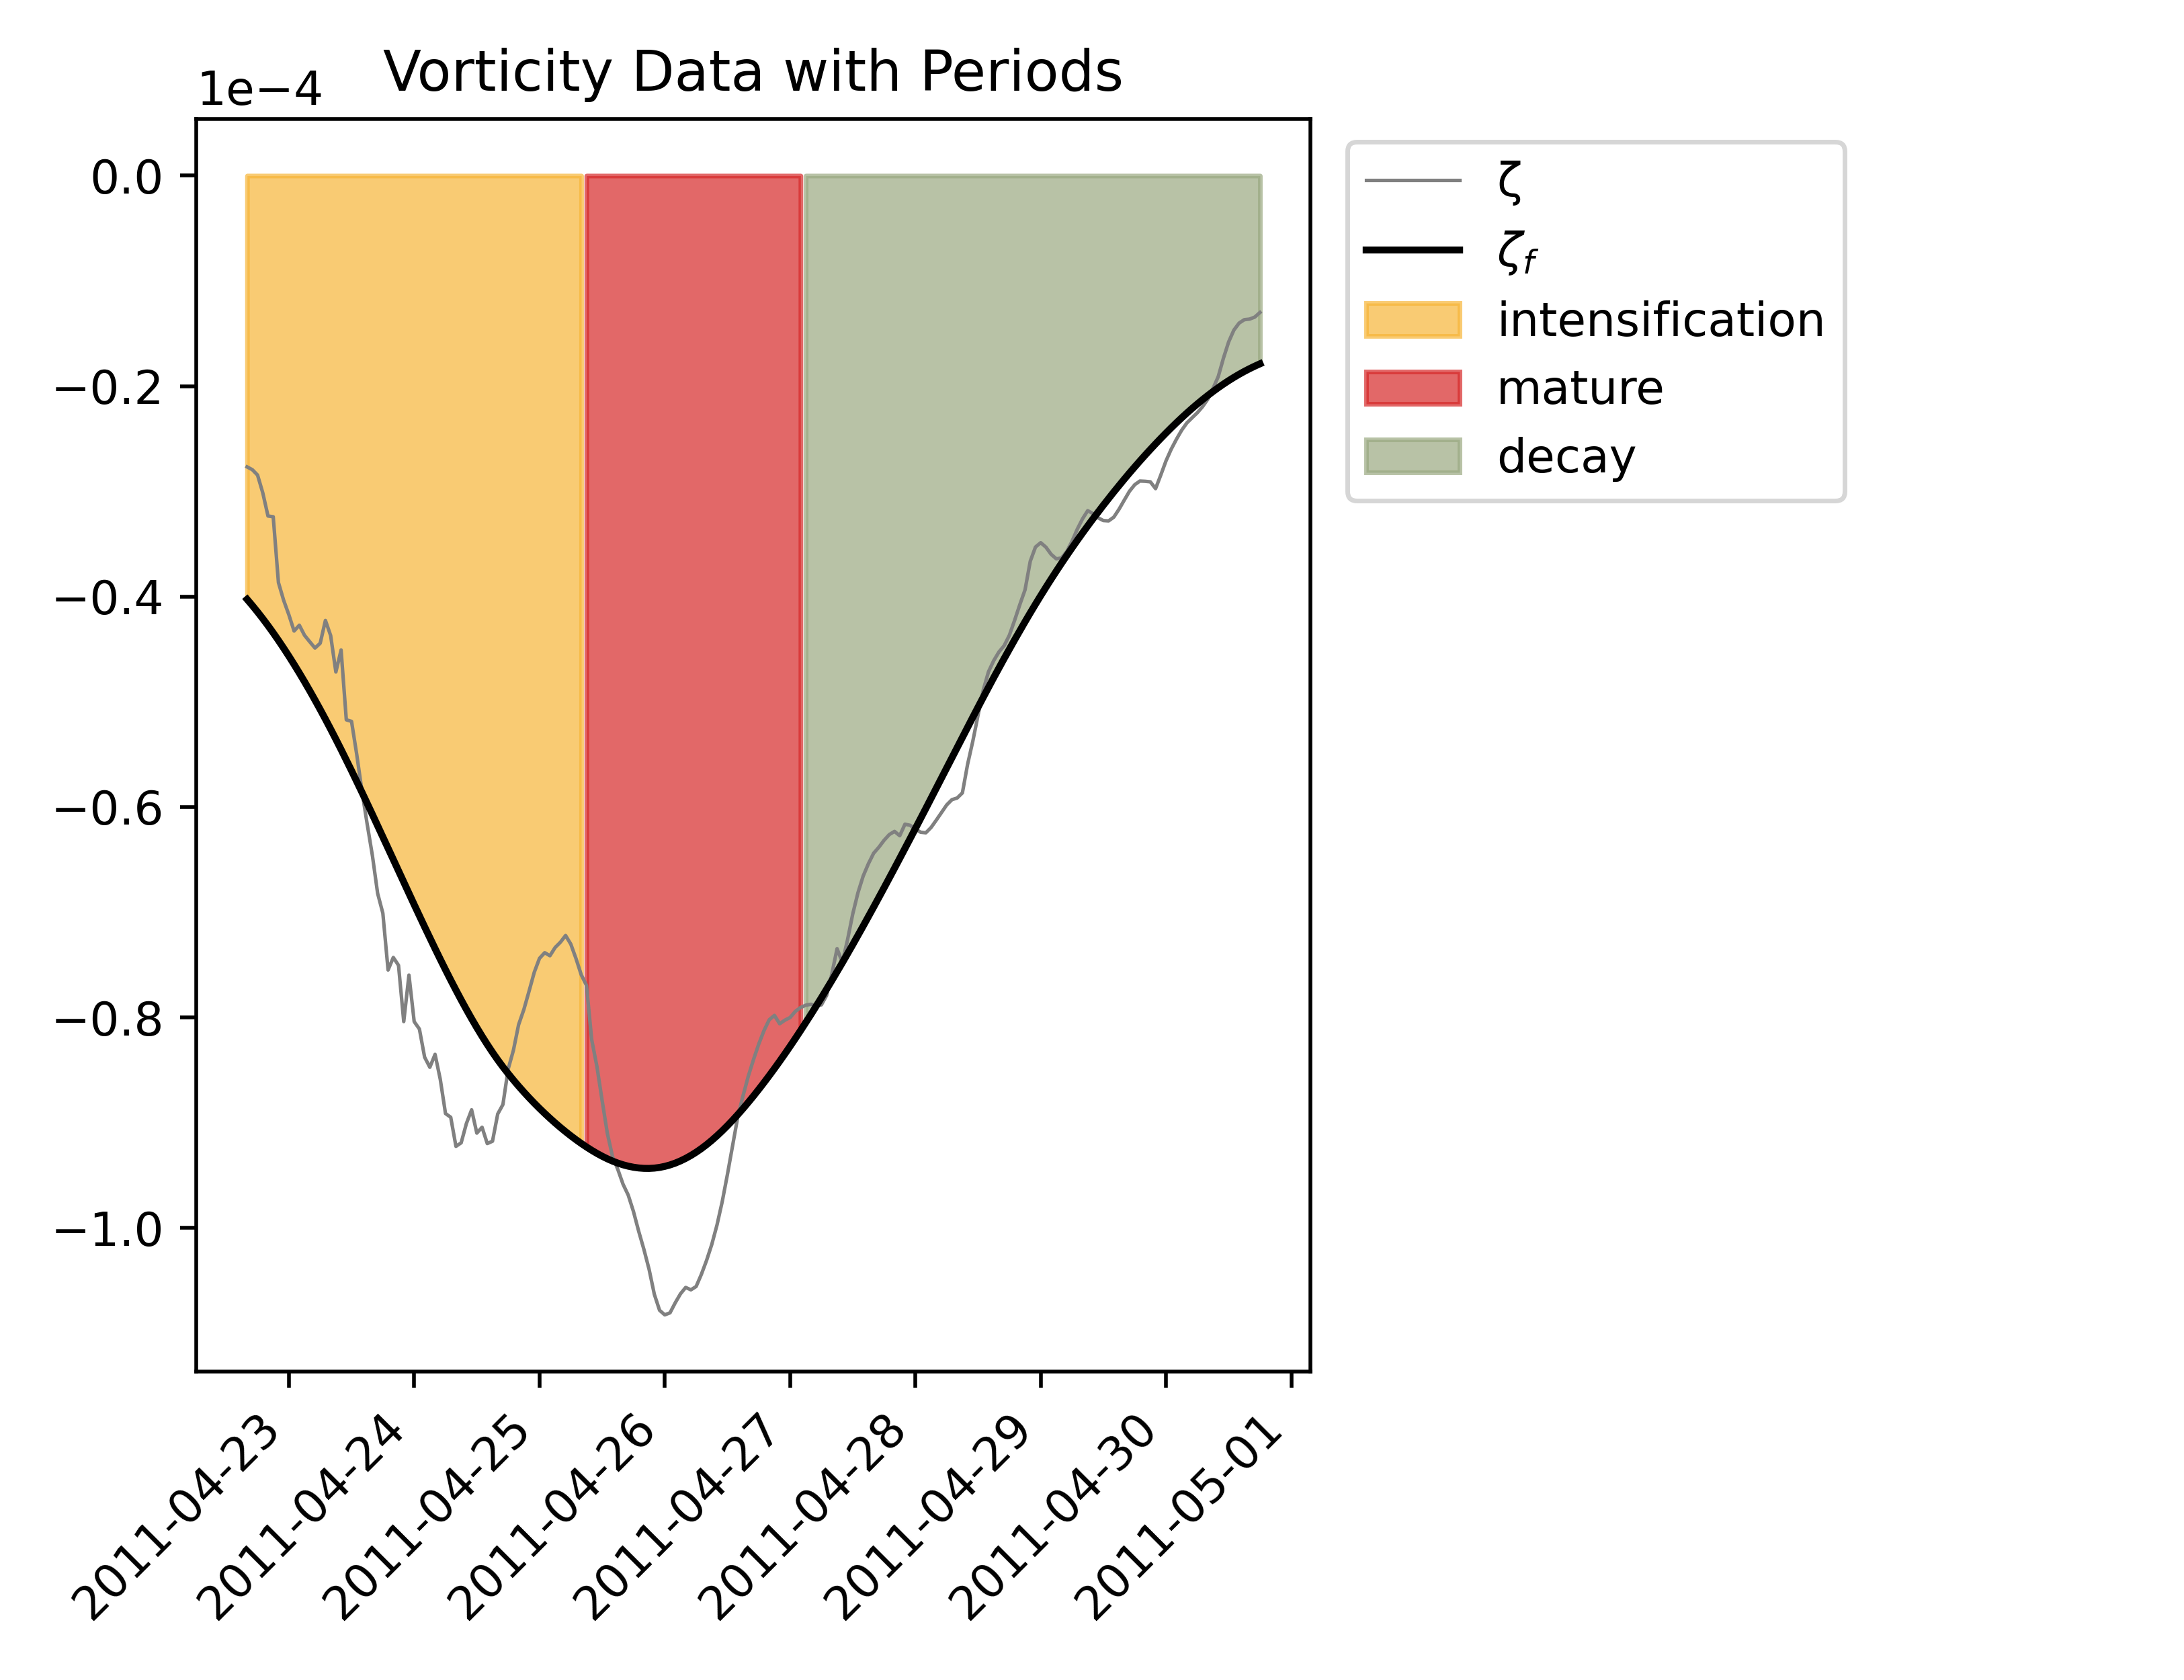 Vorticity Data with Periods
1e−4
0.0
−0.2
−0.4
−0.6
−0.8
−1.0
2011-04-23
2011-04-24
2011-04-25
2011-04-26
2011-04-27
2011-04-28
2011-04-29
2011-04-30
2011-05-01
ζ
ζf
intensification
mature
decay